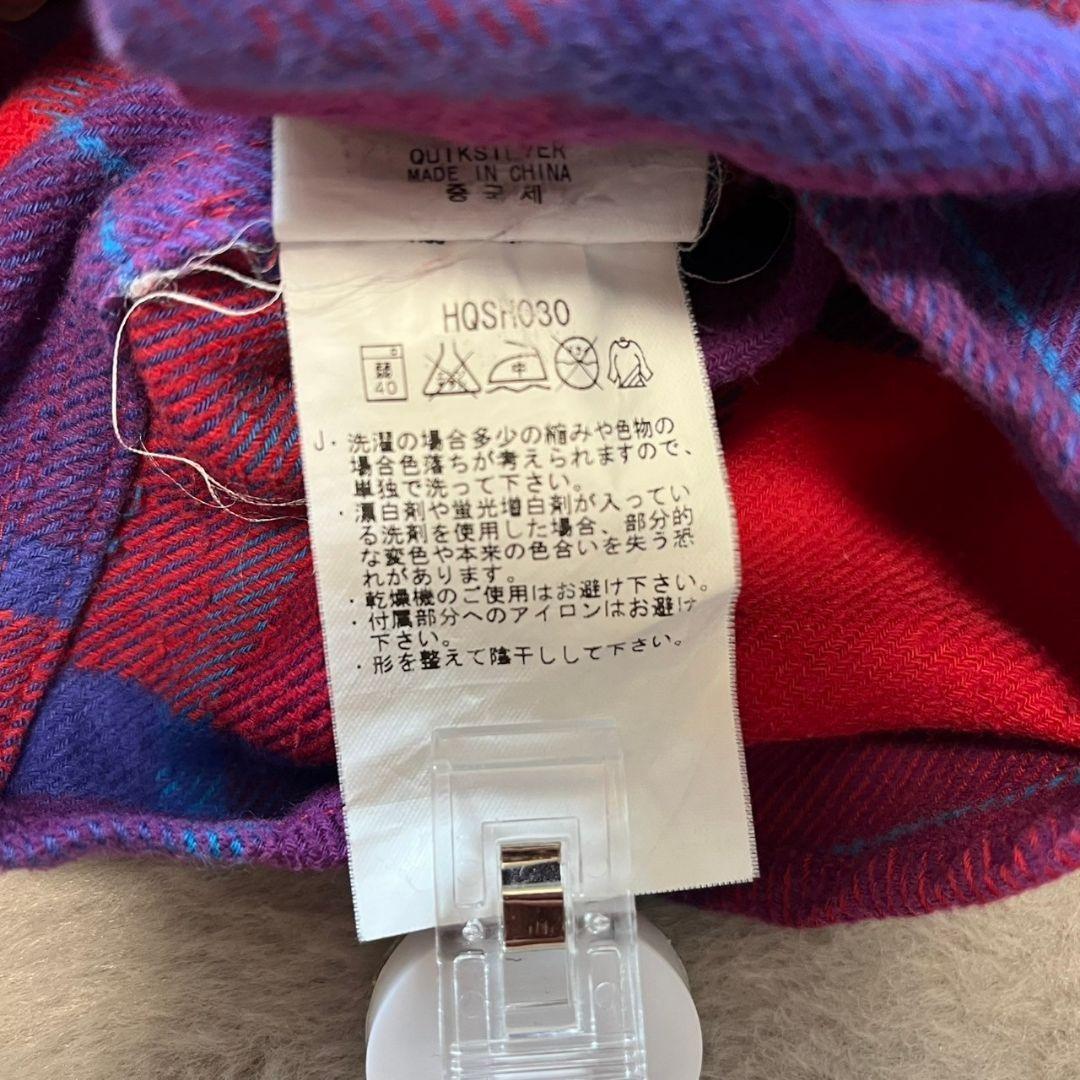 QUIKSILVER
MADE IN CHINA
중국제
HQSH030
弱
40
中
J・洗濯の場合多少の縮みや色物の
場合色落ちが考えられますので、
単独で洗って下さい。
・漂白剤や蛍光増白剤が入ってい
る洗剤を使用した場合、部分的
な変色や本来の色合いを失う恐
れがあります。
・乾燥機のご使用はお避け下さい。
・付属部分へのアイロンはお避け
下さい。
・形を整えて陰干しして下さい。